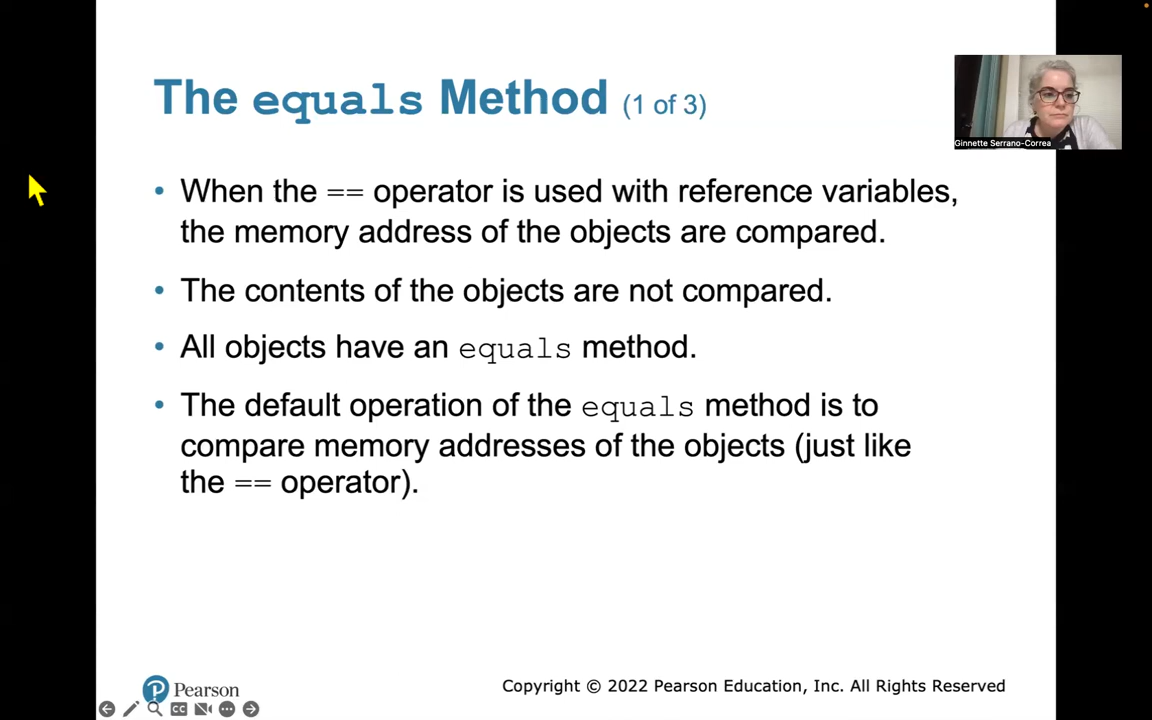 The equals Method (1 of 3)
Ginnette Serrano-Correa
• When the == operator is used with reference variables,
the memory address of the objects are compared.
• The contents of the objects are not compared.
• All objects have an equals method.
• The default operation of the equals method is to
compare memory addresses of the objects (just like
the == operator).
Pearson
Copyright © 2022 Pearson Education, Inc. All Rights Reserved
CC